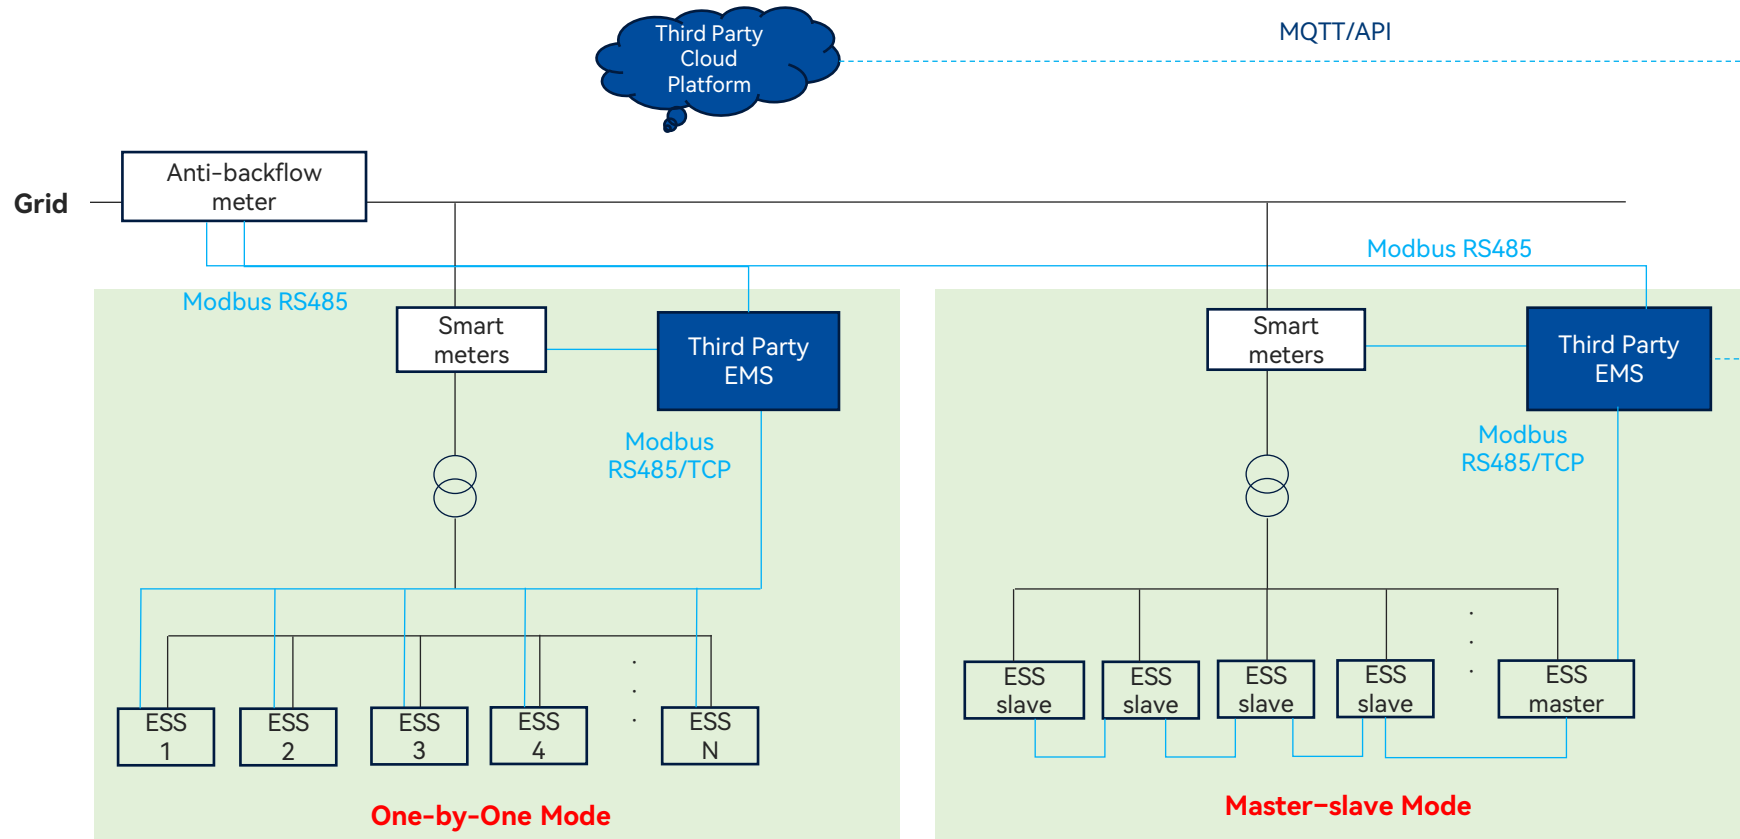 Third Party
Cloud
Platform
MQTT/API
Anti-backflow
meter
Grid
Modbus RS485
Modbus RS485
Smart
meters
Third Party
EMS
Smart
meters
Third Party
EMS
Modbus
RS485/TCP
Modbus
RS485/TCP
ESS
1
ESS
2
ESS
3
ESS
4
ESS
N
ESS
slave
ESS
slave
ESS
slave
ESS
slave
ESS
master
One-by-One Mode
Master-slave Mode